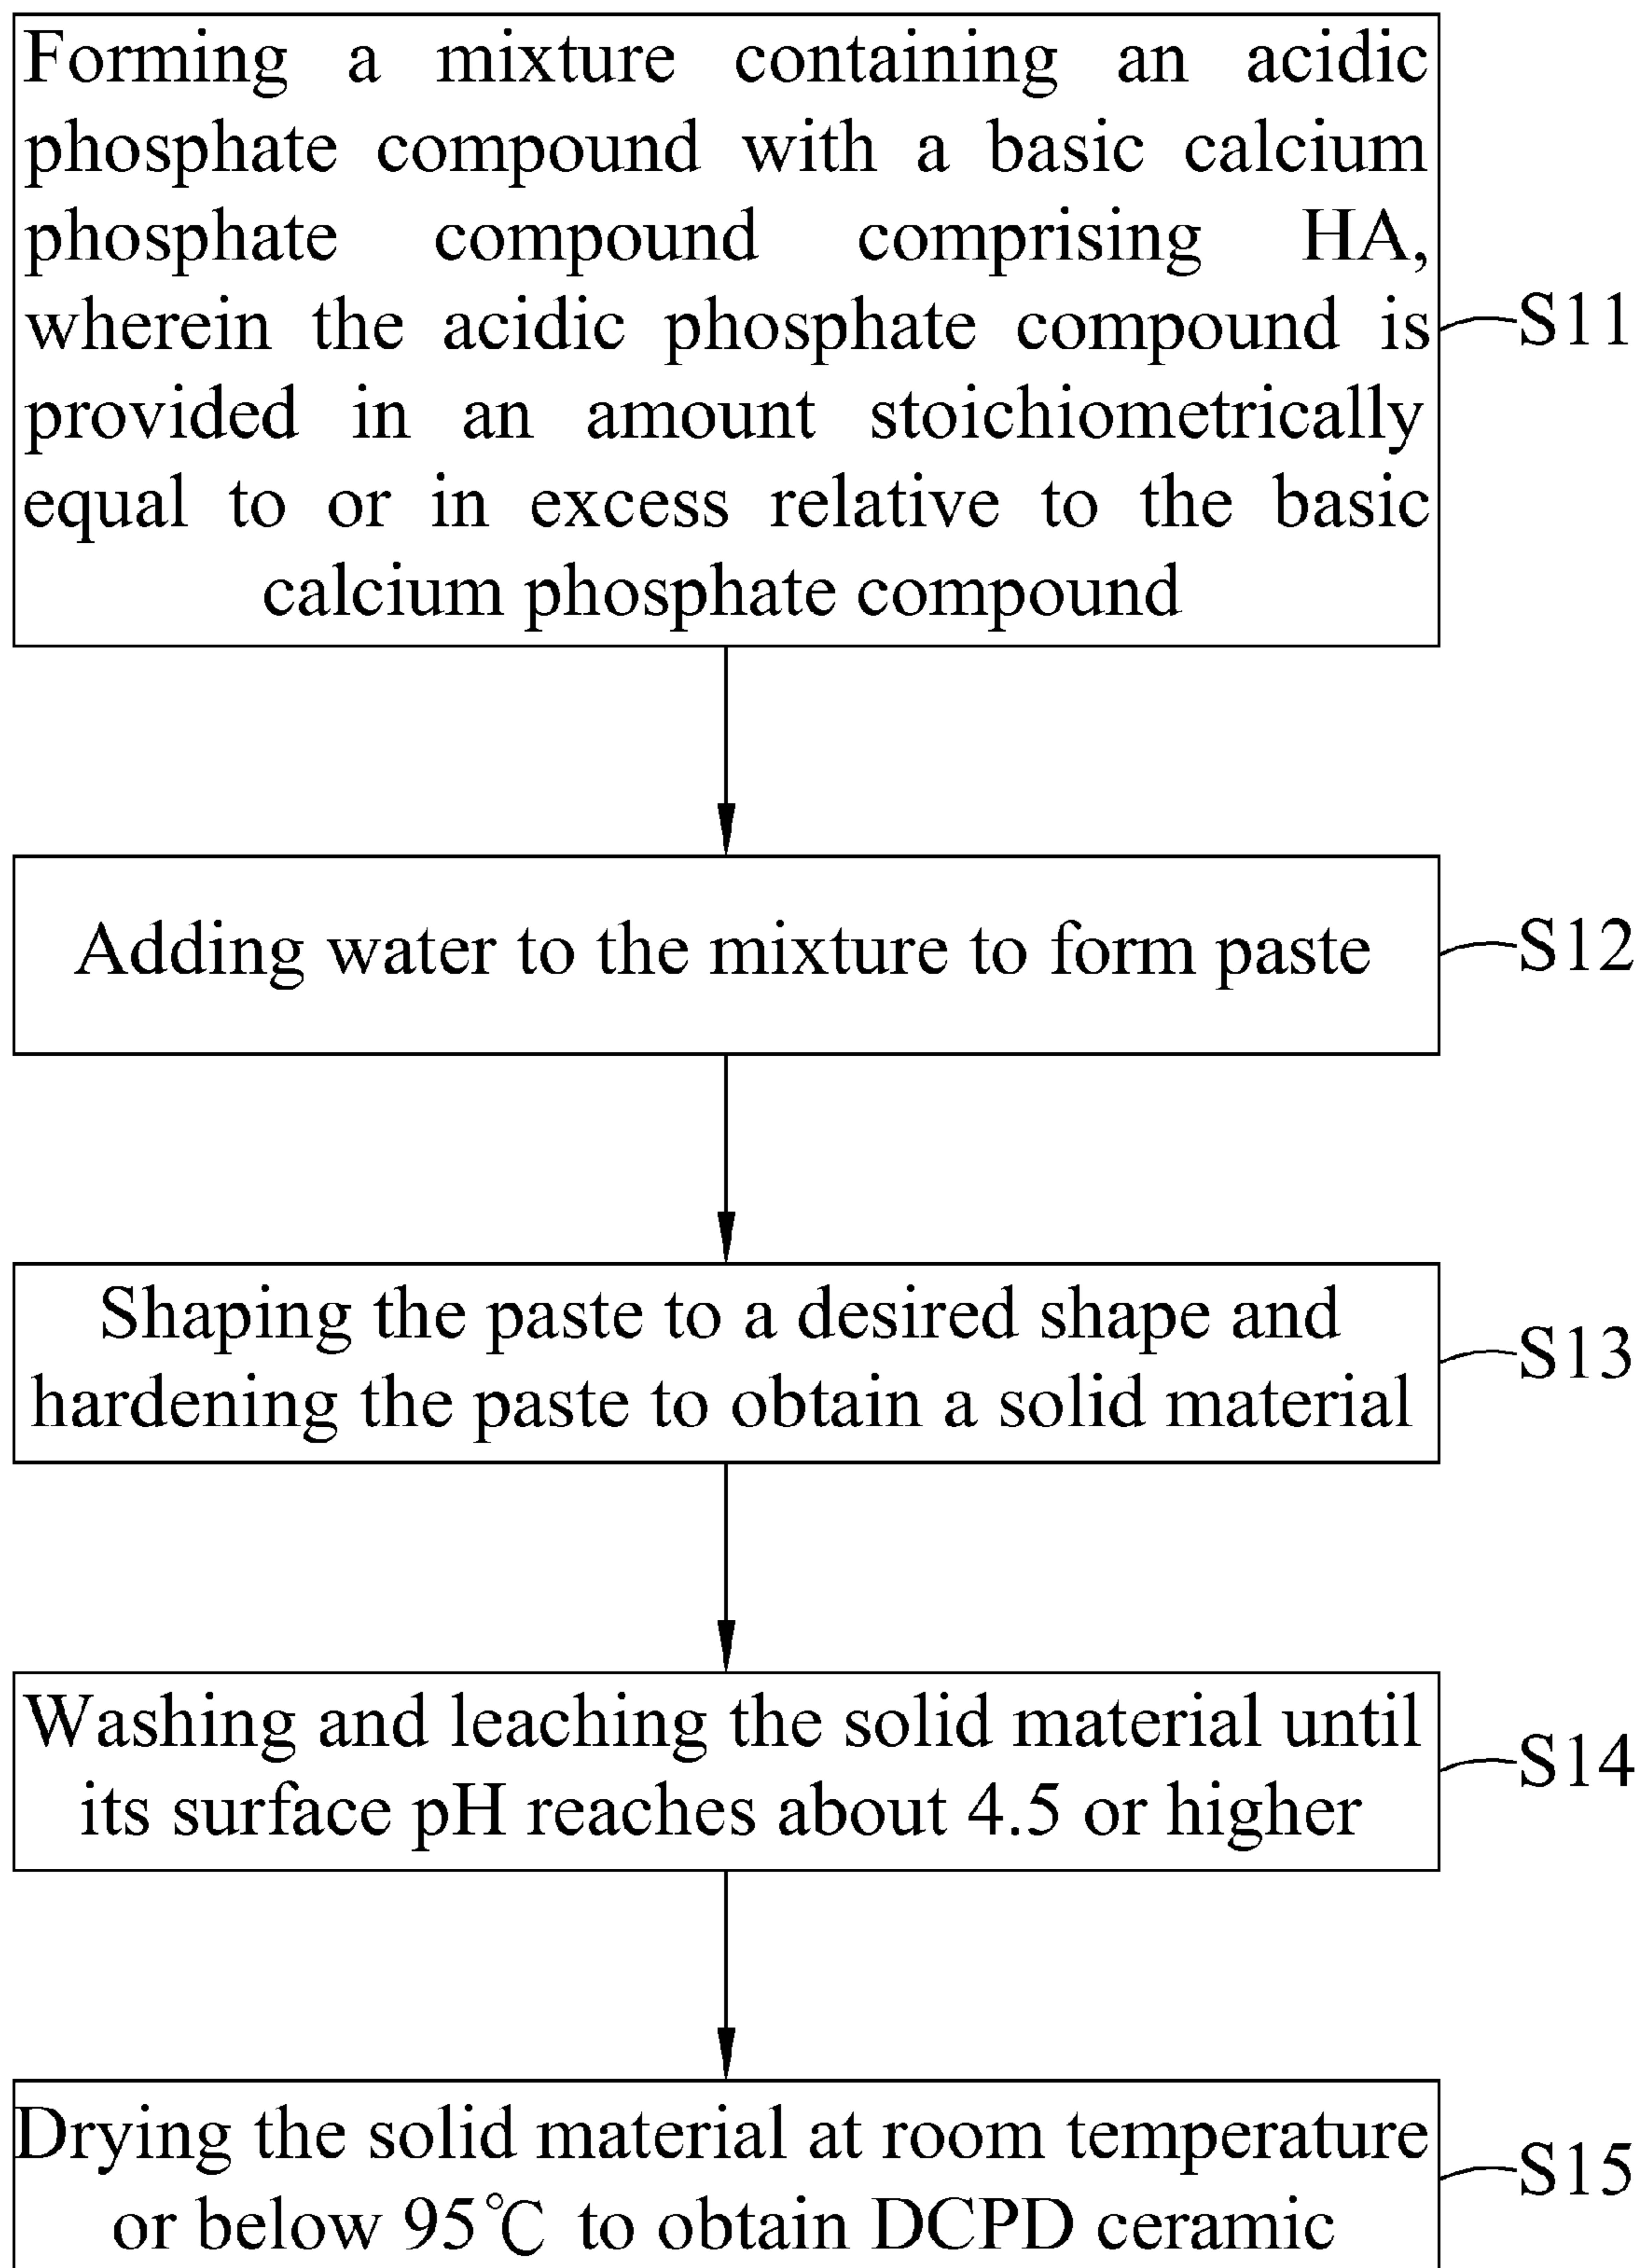 Forming a mixture containing an acidic
phosphate compound with a basic calcium
phosphate compound comprising HA,
wherein the acidic phosphate compound is
provided in an amount stoichiometrically
equal to or in excess relative to the basic
calcium phosphate compound
S11
Adding water to the mixture to form paste
S12
Shaping the paste to a desired shape and
hardening the paste to obtain a solid material
S13
Washing and leaching the solid material until
its surface pH reaches about 4.5 or higher
S14
Drying the solid material at room temperature
or below 95℃ to obtain DCPD ceramic
S15